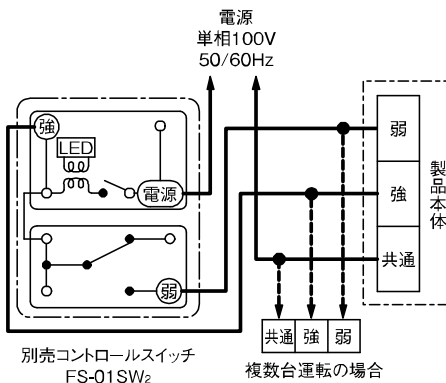 電源
単相100V
50/60Hz
強
LED
電源
弱
弱
強
共通
製品本体
共通 強 弱
別売コントロールスイッチ
FS-01SW₂
複数台運転の場合